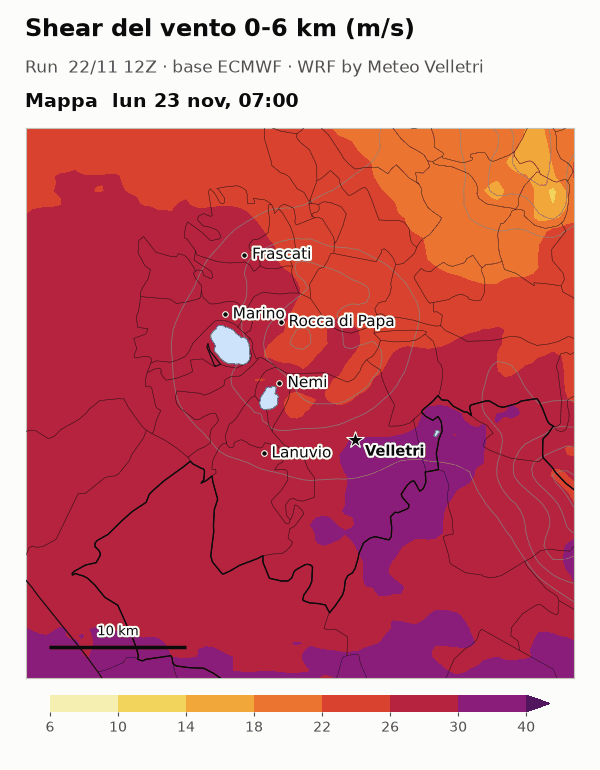 Shear del vento 0-6 km (m/s)
Run  22/11 12Z · base ECMWF · WRF by Meteo Velletri
Mappa  lun 23 nov, 07:00
Frascati
Marino
Rocca di Papa
Nemi
Velletri
Lanuvio
10 km
6 10 14 18 22 26 30 40